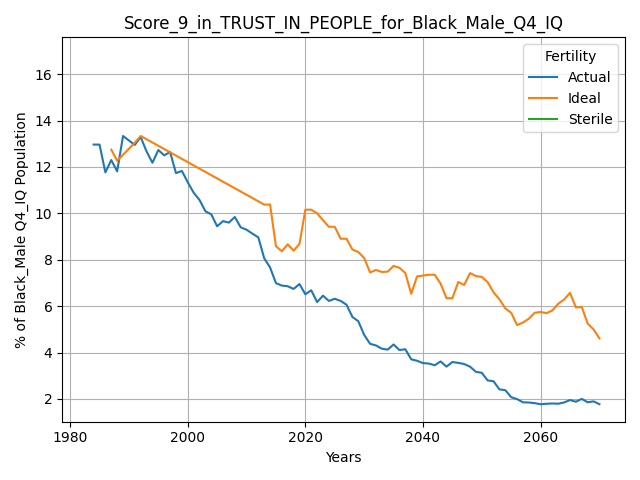 Score_9_in_TRUST_IN_PEOPLE_for_Black_Male_Q4_IQ
Fertility
Actual
Ideal
Sterile
% of Black_Male Q4_IQ Population
16
14
12
10
8
6
4
2
1980
2000
2020
2040
2060
Years